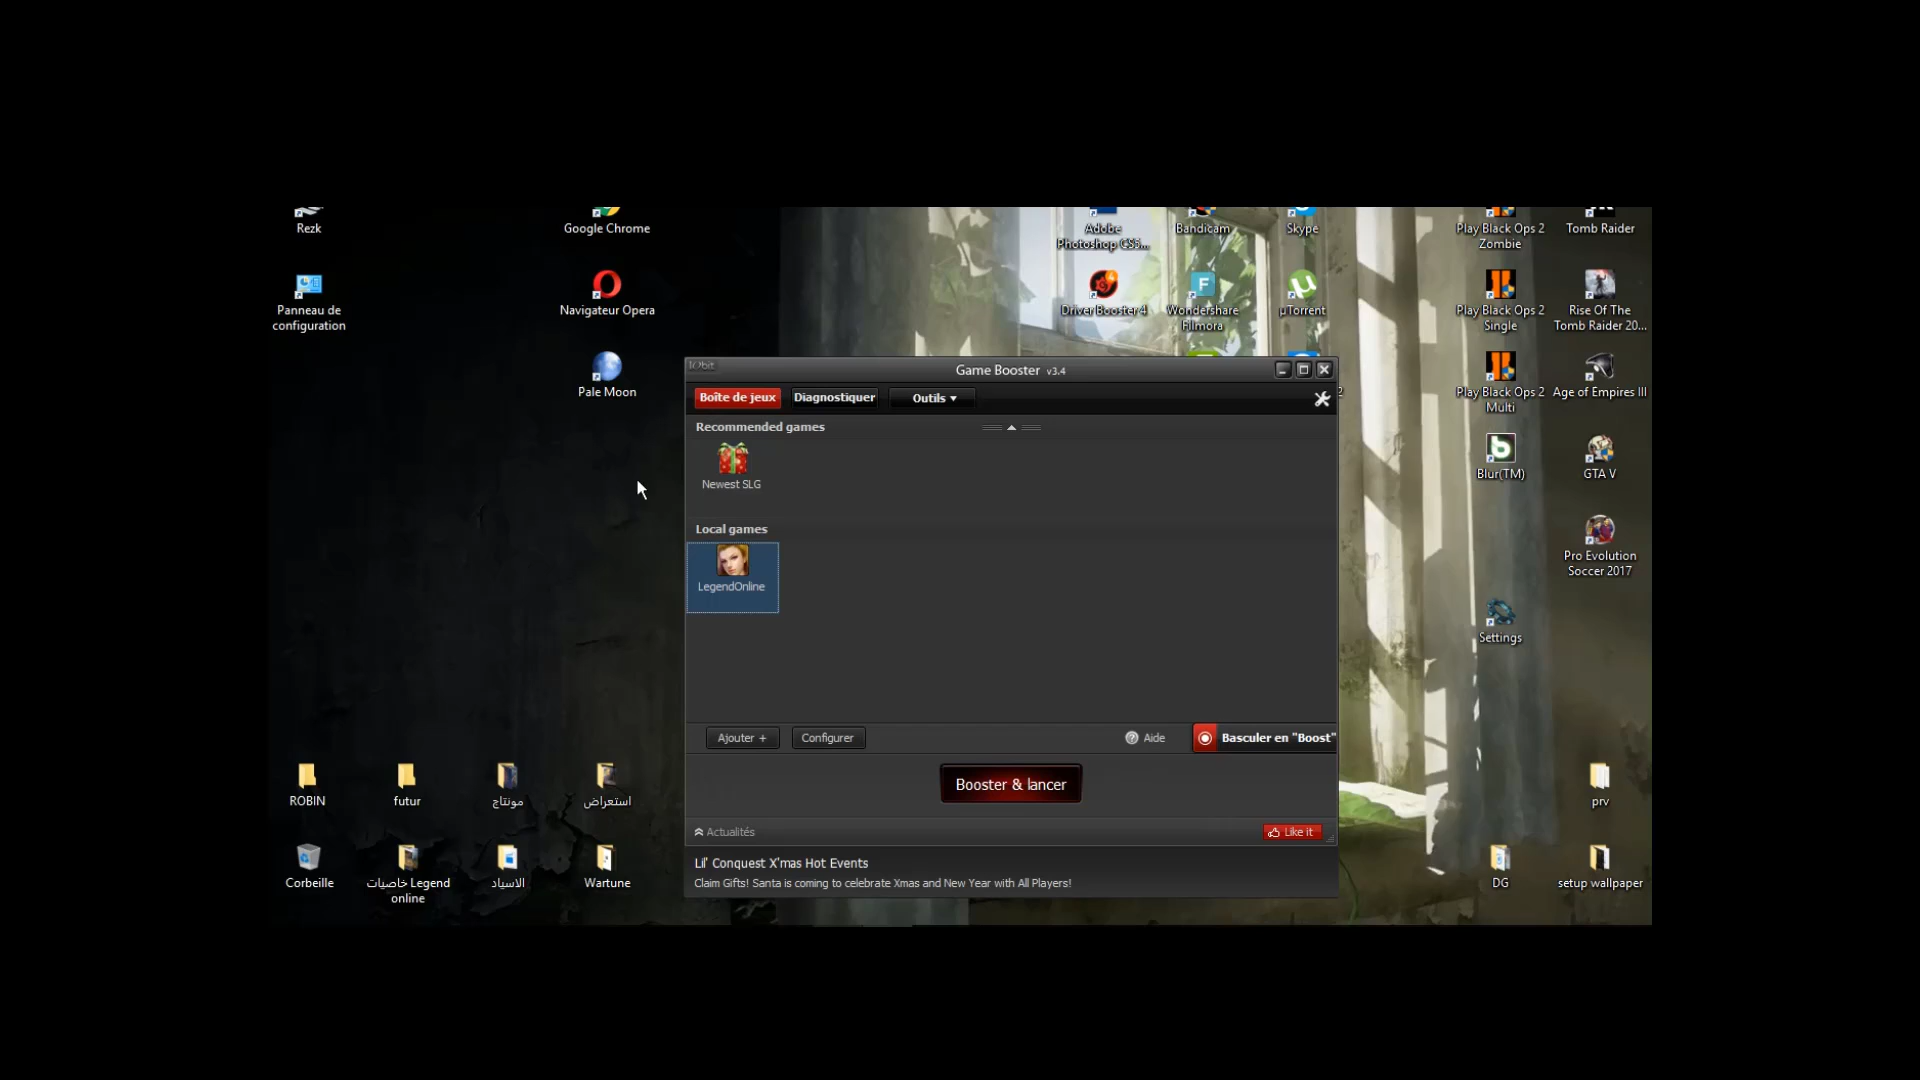 Rezk
Google Chrome
Adobe
Photoshop CS5...
Bandicam
Skype
Play Black Ops 2
Zombie
Tomb Raider
Panneau de
configuration
Navigateur Opera
Driver Booster 4
Wondershare
Filmora
µTorrent
Play Black Ops 2
Single
Rise Of The
Tomb Raider 20...
Pale Moon
Play Black Ops 2
Multi
Age of Empires III
IObit
Game Booster v3.4
Boîte de jeux
Diagnostiquer
Outils
Recommended games
Newest SLG
Blur(TM)
GTA V
Local games
LegendOnline
Pro Evolution
Soccer 2017
Settings
Ajouter +
Configurer
Aide
Basculer en "Boost"
Booster & lancer
Actualités
Like it
Lil' Conquest X'mas Hot Events
Claim Gifts! Santa is coming to celebrate Xmas and New Year with All Players!
ROBIN
futur
مونتاج
استعراض
prv
Corbeille
خاصيات Legend
online
الاسياد
Wartune
DG
setup wallpaper